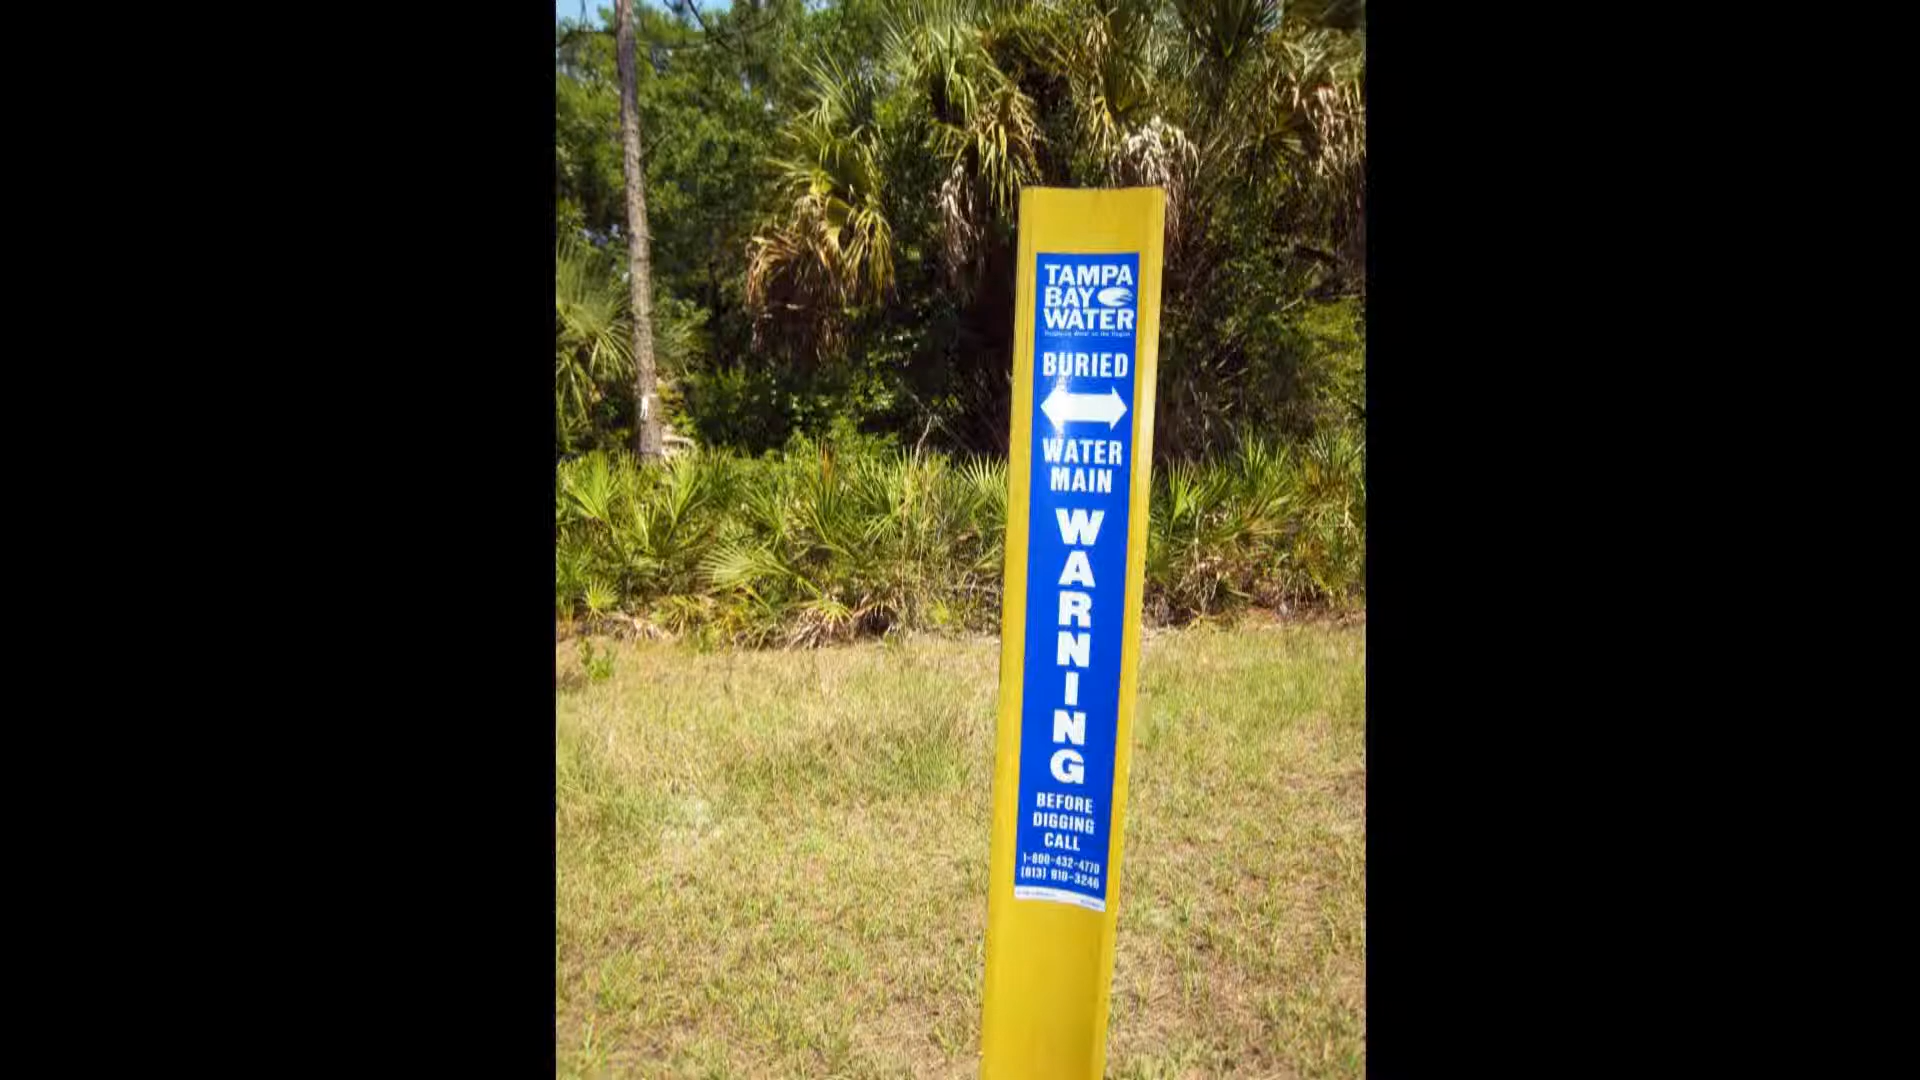 TAMPA
BAY
WATER
BURIED
WATER
MAIN
WARNING
BEFORE
DIGGING
CALL
1-800-432-4770
(813) 910-3246